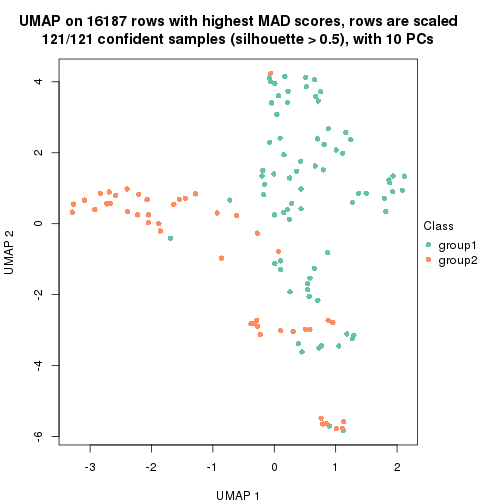 UMAP on 16187 rows with highest MAD scores, rows are scaled
121/121 confident samples (silhouette > 0.5), with 10 PCs
4
2
0
-2
-4
-6
UMAP 2
-3
-2
-1
0
1
2
UMAP 1
Class
group1
group2